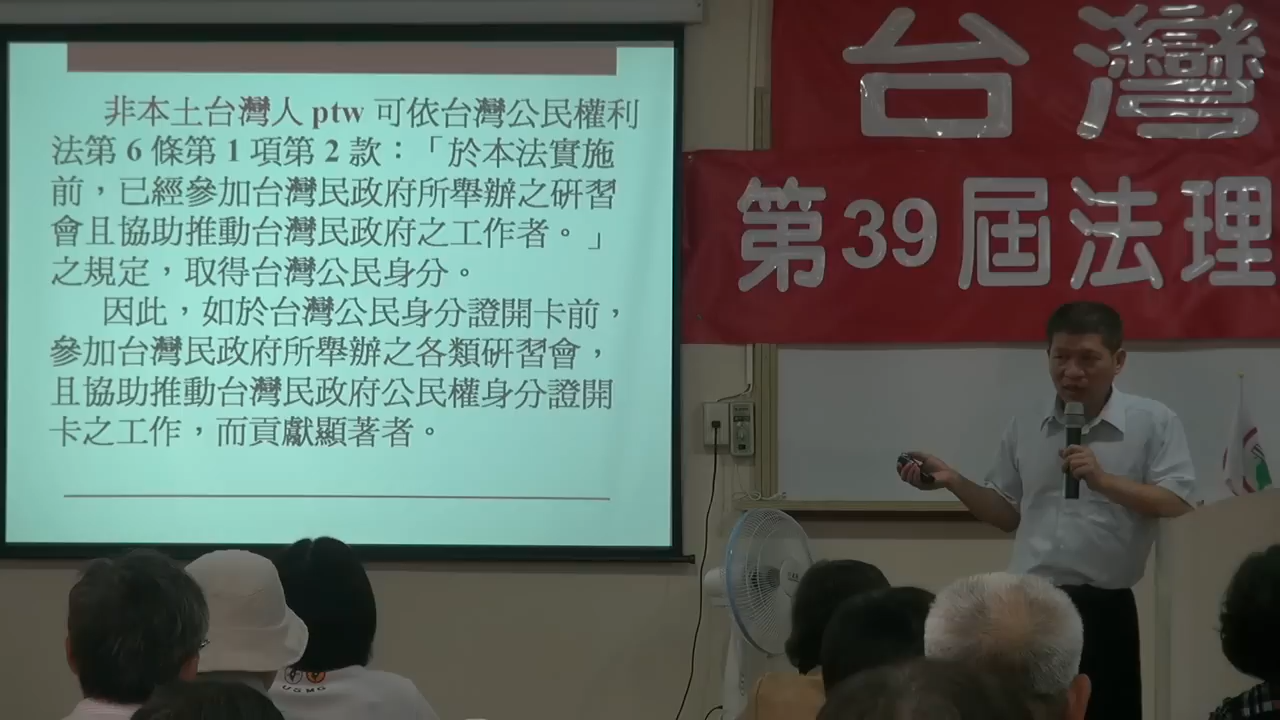 非本土台灣人 ptw 可依台灣公民權利
法第 6 條第 1 項第 2 款：「於本法實施
前，已經參加台灣民政府所舉辦之研習
會且協助推動台灣民政府之工作者。」
之規定，取得台灣公民身分。
因此，如於台灣公民身分證開卡前，
參加台灣民政府所舉辦之各類研習會，
且協助推動台灣民政府公民權身分證開
卡之工作，而貢獻顯著者。
台灣
第39屆法理